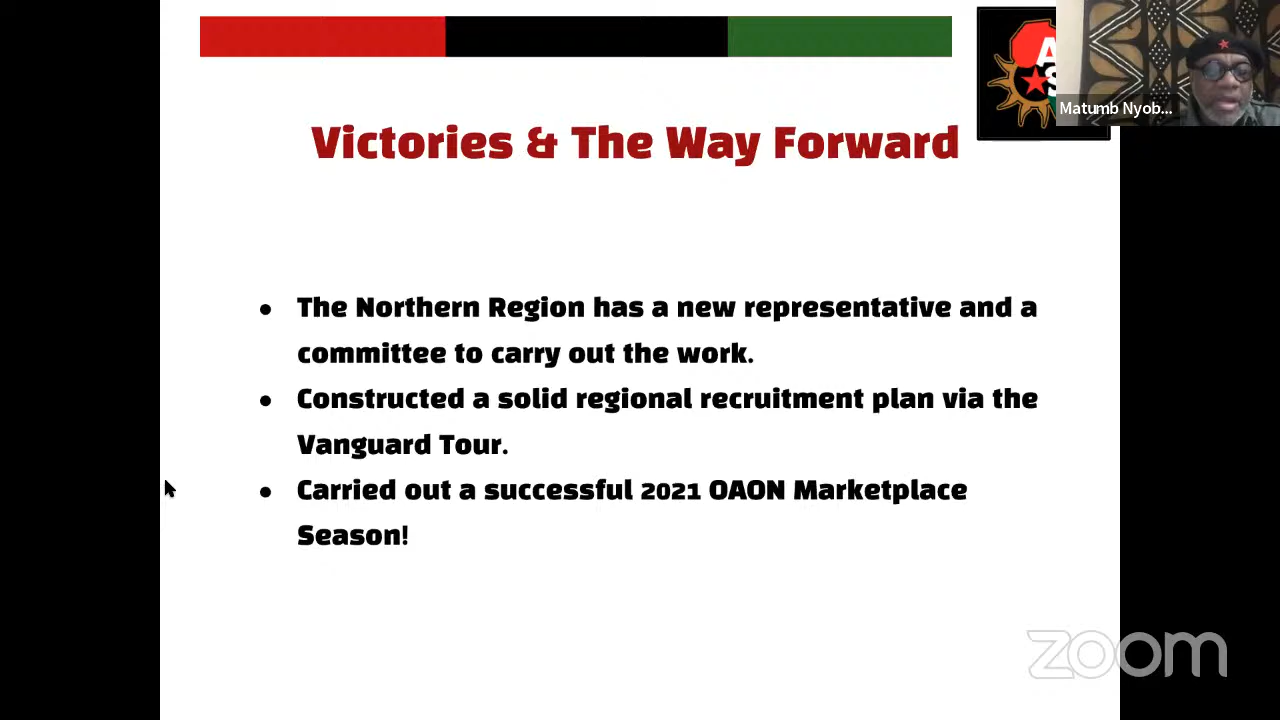 A
S
Matumb Nyob...
Victories & The Way Forward
● The Northern Region has a new representative and a
committee to carry out the work.
● Constructed a solid regional recruitment plan via the
Vanguard Tour.
● Carried out a successful 2021 OAON Marketplace
Season!
zoom